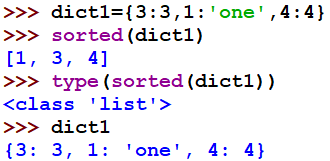 >>> dict1={3:3,1:'one',4:4}
>>> sorted(dict1)
[1, 3, 4]
>>> type(sorted(dict1))
<class 'list'>
>>> dict1
{3: 3, 1: 'one', 4: 4}